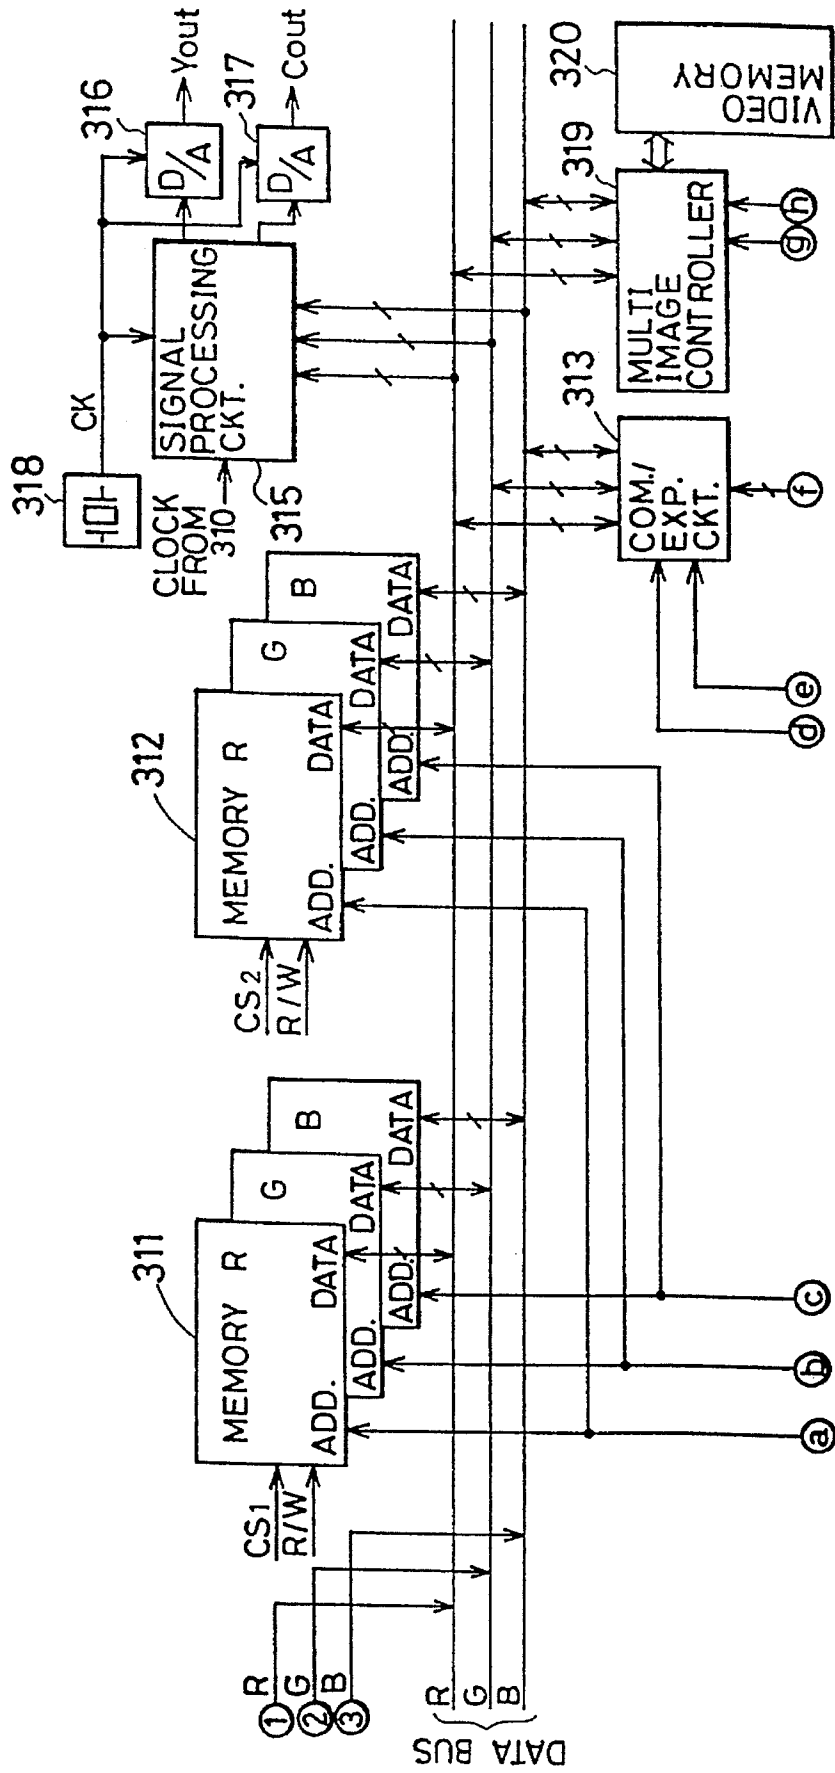 318
CK
316
D/A
Yout
317
D/A
Cout
SIGNAL
PROCESSING
CKT.
CLOCK
FROM
310
315
312
MEMORY R
G
B
ADD.
ADD.
ADD.
DATA
DATA
DATA
CS2
R/W
311
MEMORY R
G
B
ADD.
ADD.
ADD.
DATA
DATA
DATA
CS1
R/W
1 R
2 G
3 B
DATA BUS
R
G
B
313
COM./
EXP.
CKT.
319
MULTI
IMAGE
CONTROLLER
320
VIDEO
MEMORY
a
b
c
d
e
f
g
h